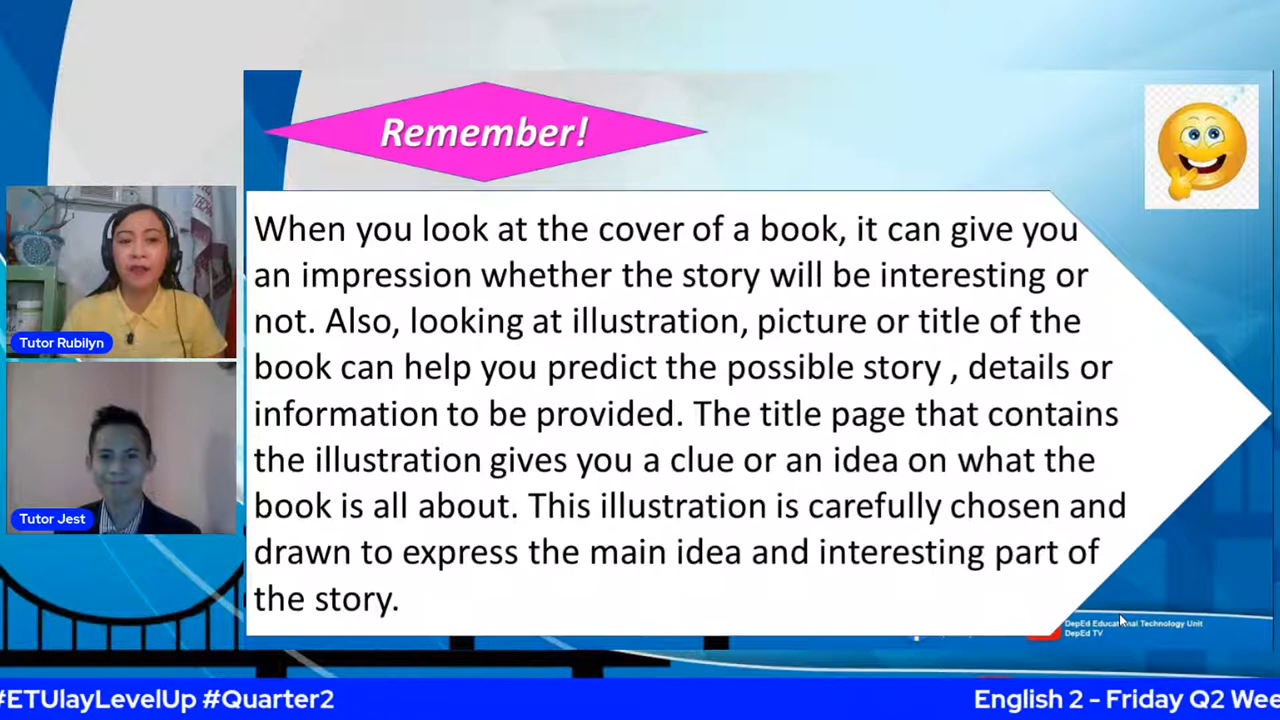 Remember!
When you look at the cover of a book, it can give you
an impression whether the story will be interesting or
not. Also, looking at illustration, picture or title of the
book can help you predict the possible story , details or
information to be provided. The title page that contains
the illustration gives you a clue or an idea on what the
book is all about. This illustration is carefully chosen and
drawn to express the main idea and interesting part of
the story.
Tutor Rubilyn
Tutor Jest
DepEd Educational Technology Unit
DepEd TV
#ETUlayLevelUp #Quarter2
English 2 - Friday Q2 Wee